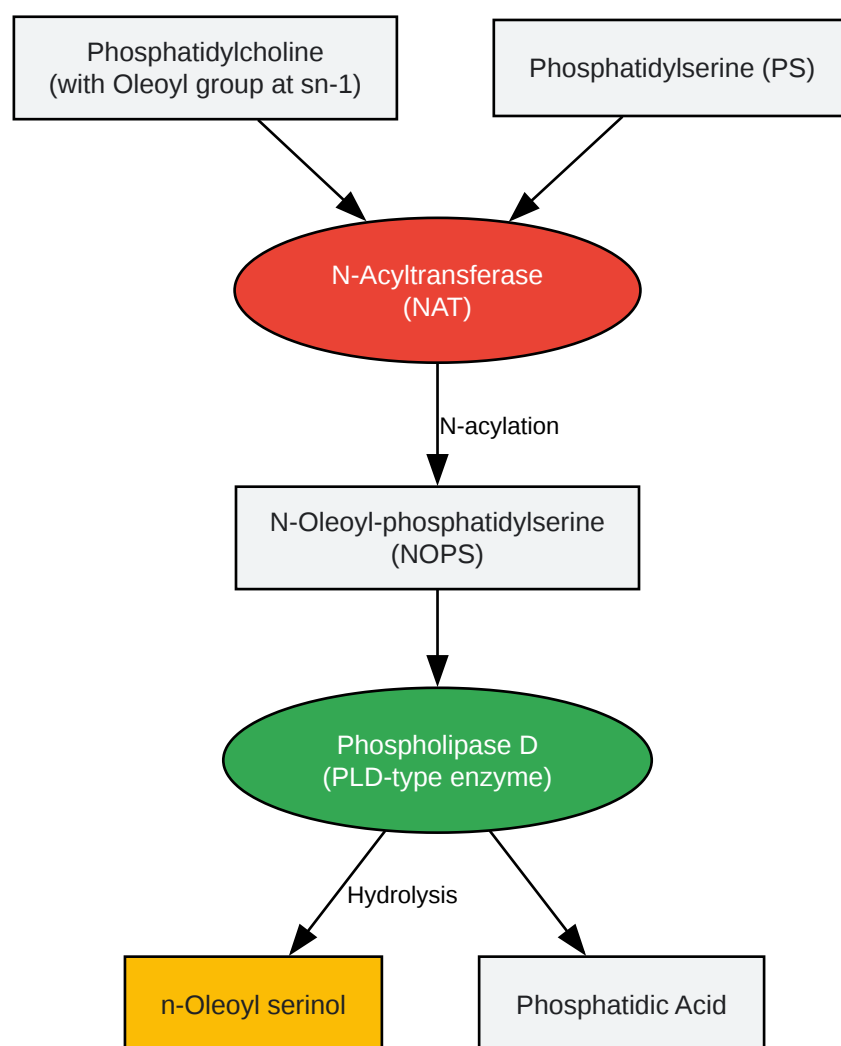 Phosphatidylcholine
(with Oleoyl group at sn-1)
Phosphatidylserine (PS)
N-Acyltransferase
(NAT)
N-acylation
N-Oleoyl-phosphatidylserine
(NOPS)
Phospholipase D
(PLD-type enzyme)
Hydrolysis
n-Oleoyl serinol
Phosphatidic Acid